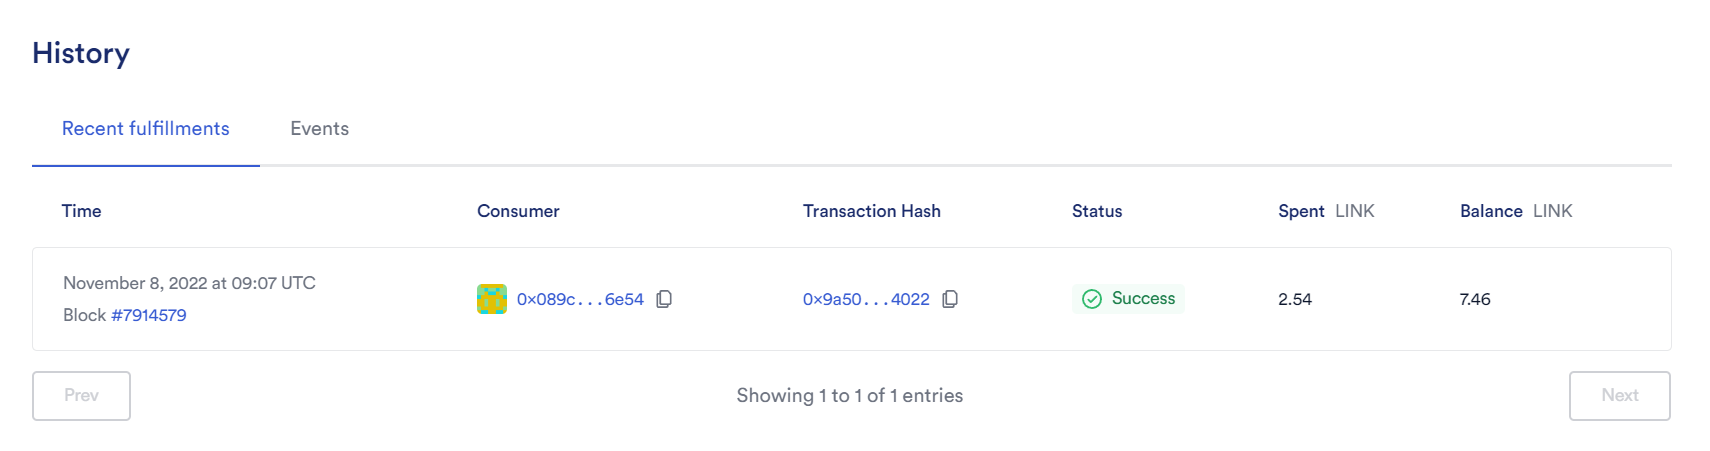 History
Recent fulfillments Events
Time Consumer Transaction Hash Status Spent LINK Balance LINK
November 8, 2022 at 09:07 UTC
Block #7914579
0x089c...6e54 0x9a50...4022 Success 2.54 7.46
Prev Showing 1 to 1 of 1 entries Next